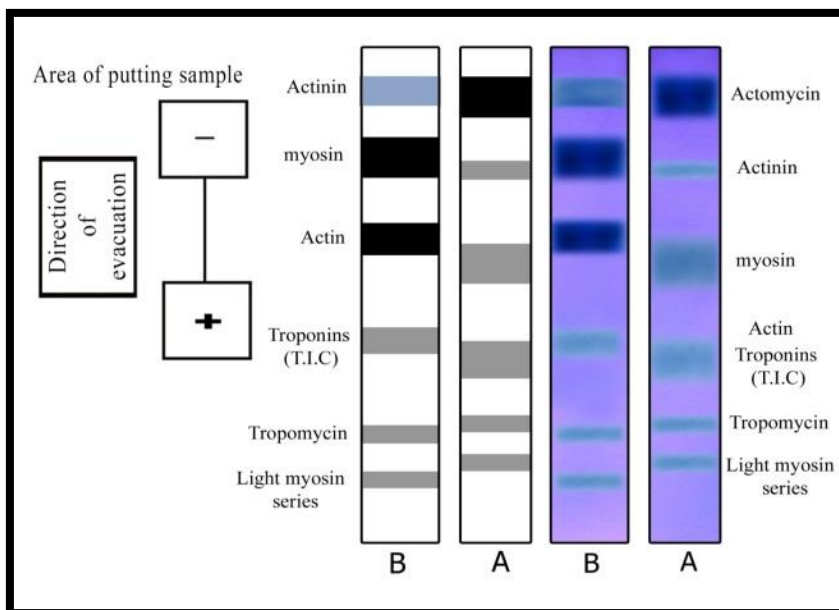 Area of putting sample
−
Direction
of
evacuation
+
Actinin
myosin
Actin
Troponins
(T.I.C)
Tropomycin
Light myosin
series
Actomycin
Actinin
myosin
Actin
Troponins
(T.I.C)
Tropomycin
Light myosin
series
B
A
B
A